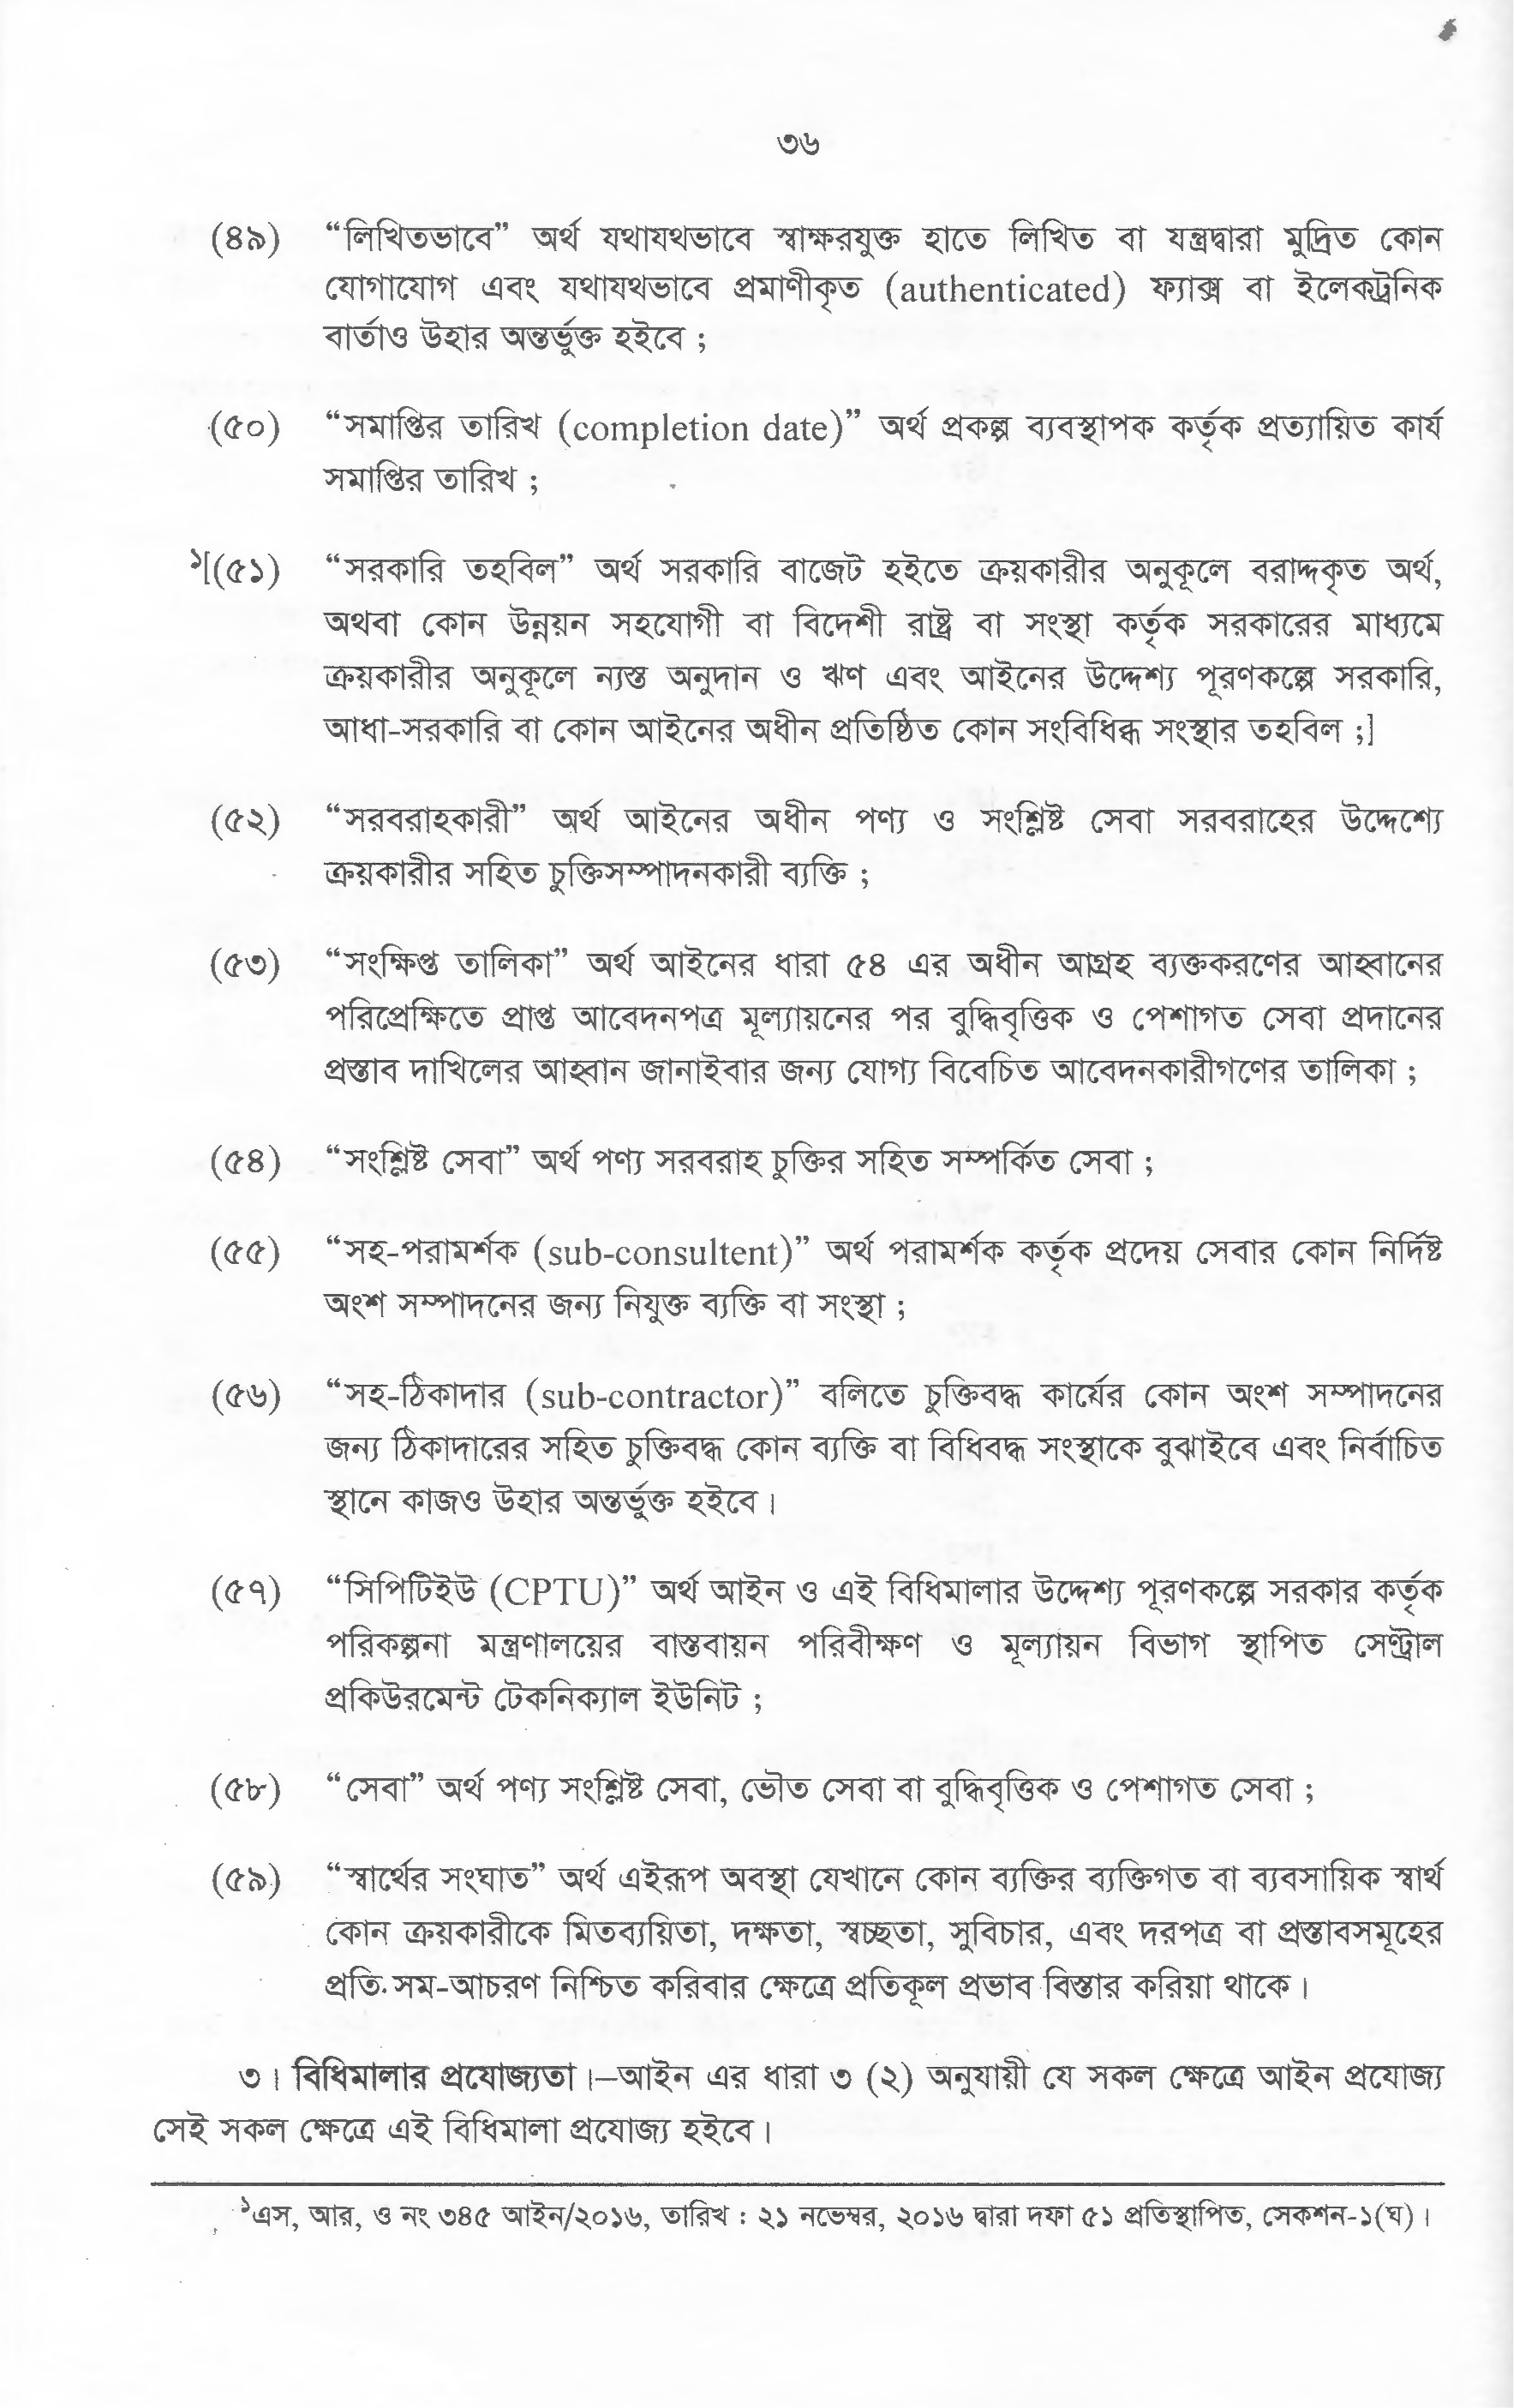 ৩৬
(৪৯) “লিখিতভাবে” অর্থ যথাযথভাবে স্বাক্ষরযুক্ত হাতে লিখিত বা যন্ত্রদ্বারা মুদ্রিত কোন
যোগাযোগ এবং যথাযথভাবে প্রমাণীকৃত (authenticated) ফ্যাক্স বা ইলেকট্রনিক
বার্তাও উহার অন্তর্ভুক্ত হইবে ;
(৫০) “সমাপ্তির তারিখ (completion date)” অর্থ প্রকল্প ব্যবস্থাপক কর্তৃক প্রত্যায়িত কার্য
সমাপ্তির তারিখ ;
১[(৫১) “সরকারি তহবিল” অর্থ সরকারি বাজেট হইতে ক্রয়কারীর অনুকূলে বরাদ্দকৃত অর্থ,
অথবা কোন উন্নয়ন সহযোগী বা বিদেশী রাষ্ট্র বা সংস্থা কর্তৃক সরকারের মাধ্যমে
ক্রয়কারীর অনুকূলে ন্যস্ত অনুদান ও ঋণ এবং আইনের উদ্দেশ্য পূরণকল্পে সরকারি,
আধা-সরকারি বা কোন আইনের অধীন প্রতিষ্ঠিত কোন সংবিধিব্ধ সংস্থার তহবিল ;]
(৫২) “সরবরাহকারী” অর্থ আইনের অধীন পণ্য ও সংশ্লিষ্ট সেবা সরবরাহের উদ্দেশ্যে
ক্রয়কারীর সহিত চুক্তিসম্পাদনকারী ব্যক্তি ;
(৫৩) “সংক্ষিপ্ত তালিকা” অর্থ আইনের ধারা ৫৪ এর অধীন আগ্রহ ব্যক্তকরণের আহ্বানের
পরিপ্রেক্ষিতে প্রাপ্ত আবেদনপত্র মূল্যায়নের পর বুদ্ধিবৃত্তিক ও পেশাগত সেবা প্রদানের
প্রস্তাব দাখিলের আহ্বান জানাইবার জন্য যোগ্য বিবেচিত আবেদনকারীগণের তালিকা ;
(৫৪) “সংশ্লিষ্ট সেবা” অর্থ পণ্য সরবরাহ চুক্তির সহিত সম্পর্কিত সেবা ;
(৫৫) “সহ-পরামর্শক (sub-consultent)” অর্থ পরামর্শক কর্তৃক প্রদেয় সেবার কোন নির্দিষ্ট
অংশ সম্পাদনের জন্য নিযুক্ত ব্যক্তি বা সংস্থা ;
(৫৬) “সহ-ঠিকাদার (sub-contractor)” বলিতে চুক্তিবদ্ধ কার্যের কোন অংশ সম্পাদনের
জন্য ঠিকাদারের সহিত চুক্তিবদ্ধ কোন ব্যক্তি বা বিধিবদ্ধ সংস্থাকে বুঝাইবে এবং নির্বাচিত
স্থানে কাজও উহার অন্তর্ভুক্ত হইবে।
(৫৭) “সিপিটিইউ (CPTU)” অর্থ আইন ও এই বিধিমালার উদ্দেশ্য পূরণকল্পে সরকার কর্তৃক
পরিকল্পনা মন্ত্রণালয়ের বাস্তবায়ন পরিবীক্ষণ ও মূল্যায়ন বিভাগ স্থাপিত সেন্ট্রাল
প্রকিউরমেন্ট টেকনিক্যাল ইউনিট ;
(৫৮) “সেবা” অর্থ পণ্য সংশ্লিষ্ট সেবা, ভৌত সেবা বা বুদ্ধিবৃত্তিক ও পেশাগত সেবা ;
(৫৯) “স্বার্থের সংঘাত” অর্থ এইরূপ অবস্থা যেখানে কোন ব্যক্তির ব্যক্তিগত বা ব্যবসায়িক স্বার্থ
কোন ক্রয়কারীকে মিতব্যয়িতা, দক্ষতা, স্বচ্ছতা, সুবিচার, এবং দরপত্র বা প্রস্তাবসমূহের
প্রতি সম-আচরণ নিশ্চিত করিবার ক্ষেত্রে প্রতিকূল প্রভাব বিস্তার করিয়া থাকে।
৩। বিধিমালার প্রযোজ্যতা।–আইন এর ধারা ৩ (২) অনুযায়ী যে সকল ক্ষেত্রে আইন প্রযোজ্য
সেই সকল ক্ষেত্রে এই বিধিমালা প্রযোজ্য হইবে।
১এস, আর, ও নং ৩৪৫ আইন/২০১৬, তারিখ : ২১ নভেম্বর, ২০১৬ দ্বারা দফা ৫১ প্রতিস্থাপিত, সেকশন-১(ঘ)।